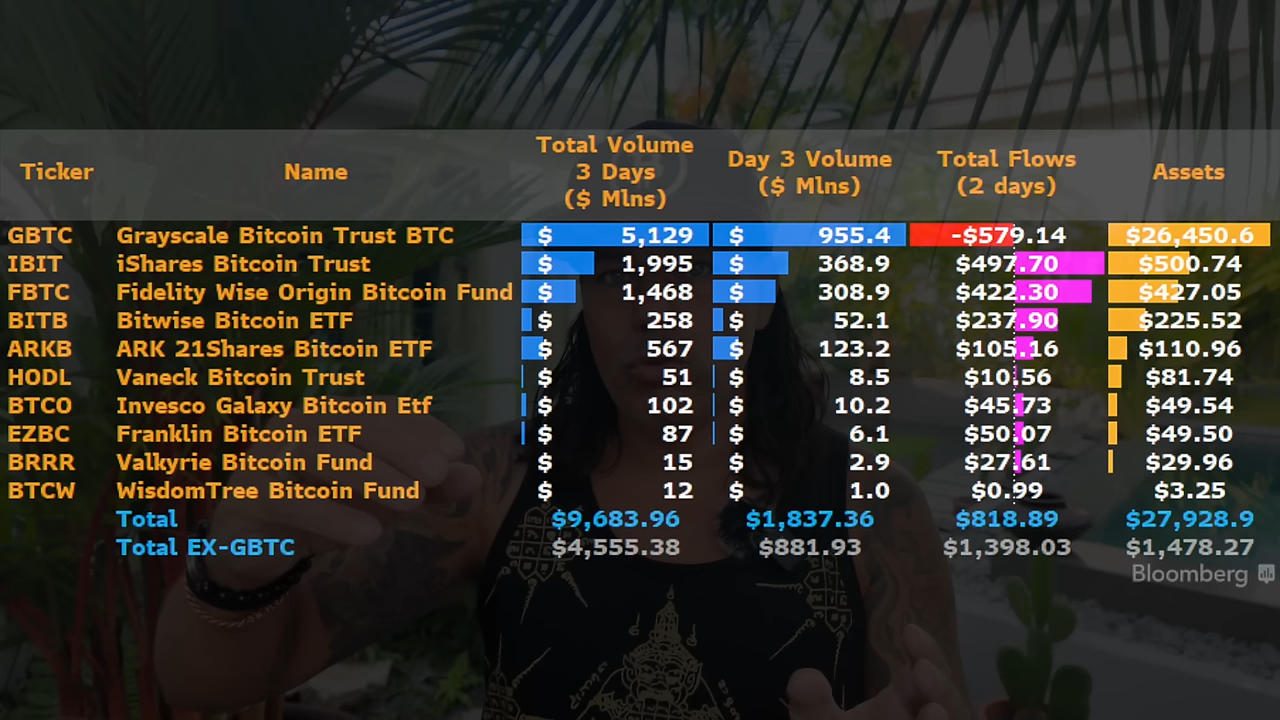 Ticker Name Total Volume 3 Days ($ Mlns) Day 3 Volume ($ Mlns) Total Flows (2 days) Assets
GBTC Grayscale Bitcoin Trust BTC $ 5,129 $ 955.4 -$579.14 $26,450.6
IBIT iShares Bitcoin Trust $ 1,995 $ 368.9 $497.70 $500.74
FBTC Fidelity Wise Origin Bitcoin Fund $ 1,468 $ 308.9 $422.30 $427.05
BITB Bitwise Bitcoin ETF $ 258 $ 52.1 $237.90 $225.52
ARKB ARK 21Shares Bitcoin ETF $ 567 $ 123.2 $105.16 $110.96
HODL Vaneck Bitcoin Trust $ 51 $ 8.5 $10.56 $81.74
BTCO Invesco Galaxy Bitcoin Etf $ 102 $ 10.2 $45.73 $49.54
EZBC Franklin Bitcoin ETF $ 87 $ 6.1 $50.07 $49.50
BRRR Valkyrie Bitcoin Fund $ 15 $ 2.9 $27.61 $29.96
BTCW WisdomTree Bitcoin Fund $ 12 $ 1.0 $0.99 $3.25
Total $9,683.96 $1,837.36 $818.89 $27,928.9
Total EX-GBTC $4,555.38 $881.93 $1,398.03 $1,478.27
Bloomberg